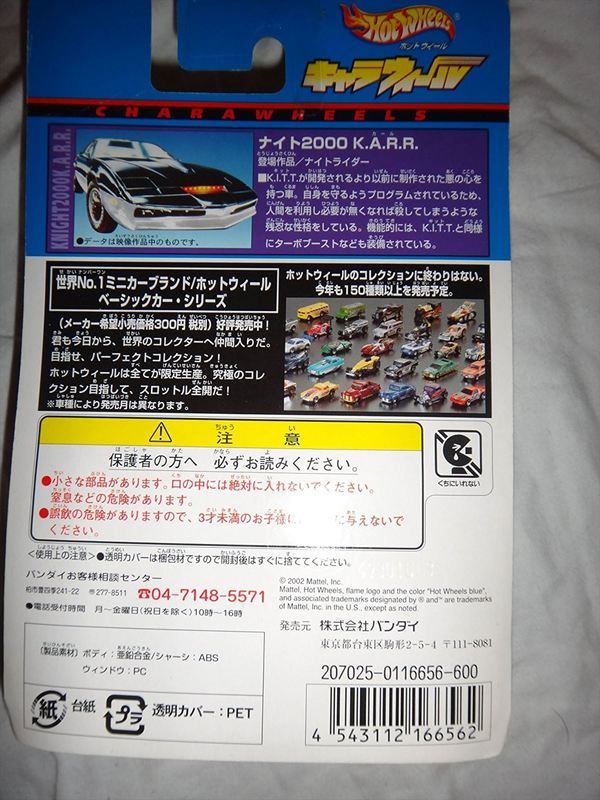 Hot Wheels
ホットウィール
キャラウィール
CHARAWHEELS
KNIGHT2000K.A.R.R.
ナイト2000 K.A.R.R.
登場作品/ナイトライダー
■K.I.T.T.が開発されるより以前に制作された悪の心を
持つ車。自身を守るようプログラムされているため、
人間を利用し必要が無くなれば殺してしまうような
残忍な性格をしている。機能的には、K.I.T.T.と同様
にターボブーストなども装備されている。
●データは映像作品中のものです。
世界No.1ミニカーブランド/ホットウィール
ベーシックカー・シリーズ
(メーカー希望小売価格300円 税別) 好評発売中!
君も今日から、世界のコレクターへ仲間入りだ。
目指せ、パーフェクトコレクション!
ホットウィールは全てが限定生産。究極のコレ
クション目指して、スロットル全開だ!
※車種により発売月は異なります。
ホットウィールのコレクションに終わりはない。
今年も150種類以上を発売予定。
注意
保護者の方へ 必ずお読みください。
●小さな部品があります。口の中には絶対に入れないでください。
窒息などの危険があります。
●誤飲の危険がありますので、3才未満のお子様に
与えないで
ください。
くちにいれない
<使用上の注意>●透明カバーは梱包材ですので開封後はすぐに捨ててください。
バンダイお客様相談センター
柏市豊四季241-22 〒277-8511 ☎04-7148-5571
●電話受付時間 月~金曜日(祝日を除く)10時~16時
© 2002 Mattel, Inc.
Mattel, Hot Wheels, flame logo and the color "Hot Wheels blue",
and associated trademarks designated by ® and ™ are trademarks
of Mattel, Inc. in the U.S., except as noted.
発売元 株式会社バンダイ
東京都台東区駒形2-5-4 〒111-8081
[製品素材] ボディ:亜鉛合金/シャーシ:ABS
ウィンドウ:PC
紙 台紙 プラ 透明カバー:PET
207025-0116656-600
4 543112 166562